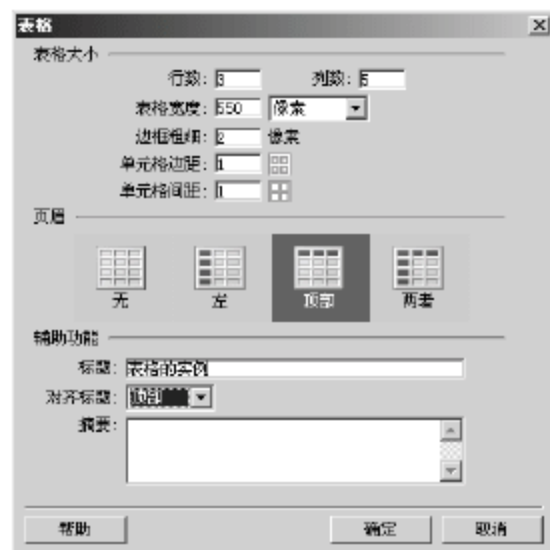 表格
表格大小
行数: 3 列数: 5
表格宽度: 550 像素
边框粗细: 2 像素
单元格边距: 1
单元格间距: 1
页眉
无 左 顶部 两者
辅助功能
标题: 表格的实例
对齐标题: 顶部
摘要:
帮助 确定 取消